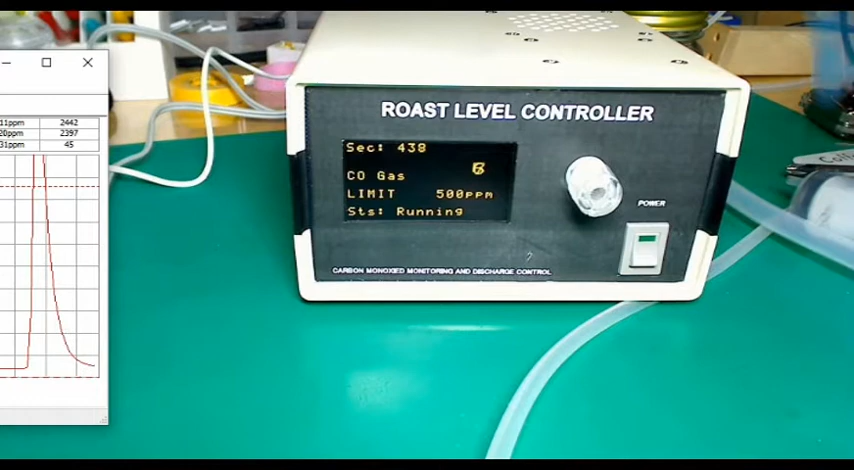 11ppm 2442
20ppm 2397
31ppm 45
ROAST LEVEL CONTROLLER
Sec: 438
CO Gas
LIMIT 500ppm
Sts: Running
POWER
CARBON MONOXIED MONITORING AND DISCHARGE CONTROL